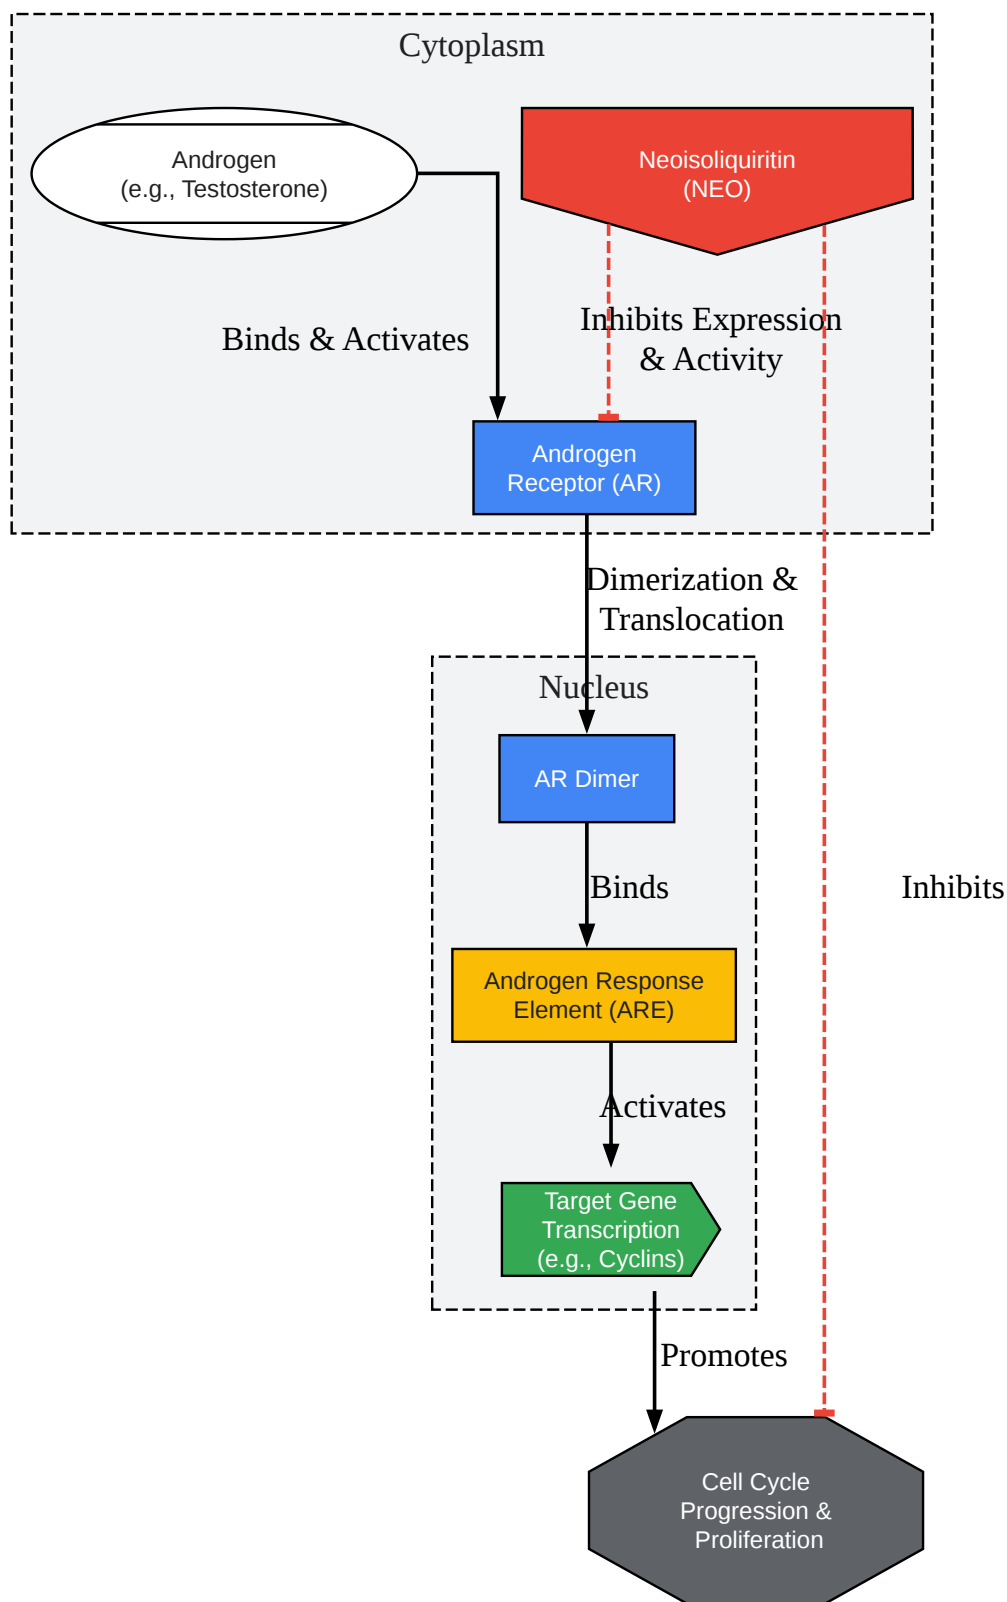 Cytoplasm
Androgen
(e.g., Testosterone)
Neoisoliquiritin
(NEO)
Binds & Activates
Inhibits Expression
& Activity
Androgen
Receptor (AR)
Dimerization &
Translocation
Nucleus
AR Dimer
Binds
Inhibits
Androgen Response
Element (ARE)
Activates
Target Gene
Transcription
(e.g., Cyclins)
Promotes
Cell Cycle
Progression &
Proliferation